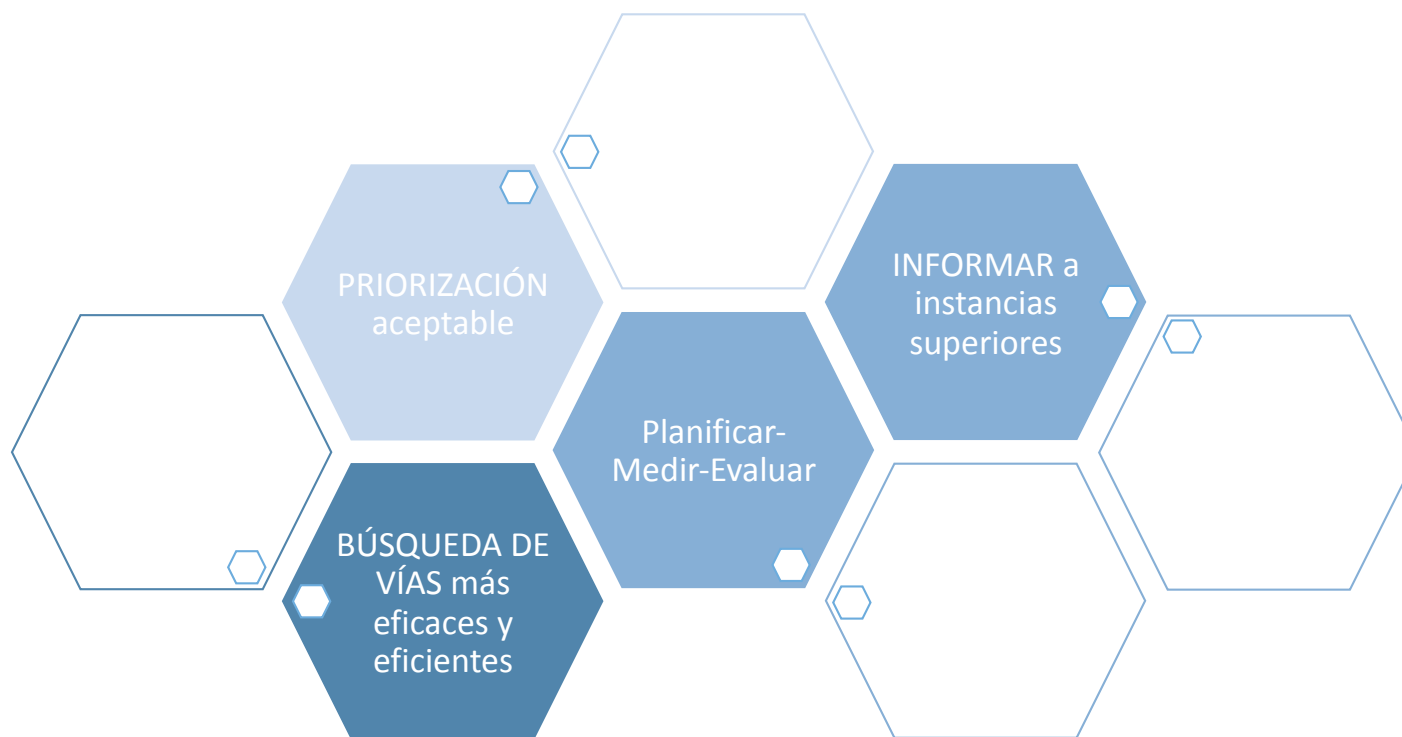 PRIORIZACIÓN
aceptable
INFORMAR a
instancias
superiores
Planificar-
Medir-Evaluar
BÚSQUEDA DE
VÍAS más
eficaces y
eficientes